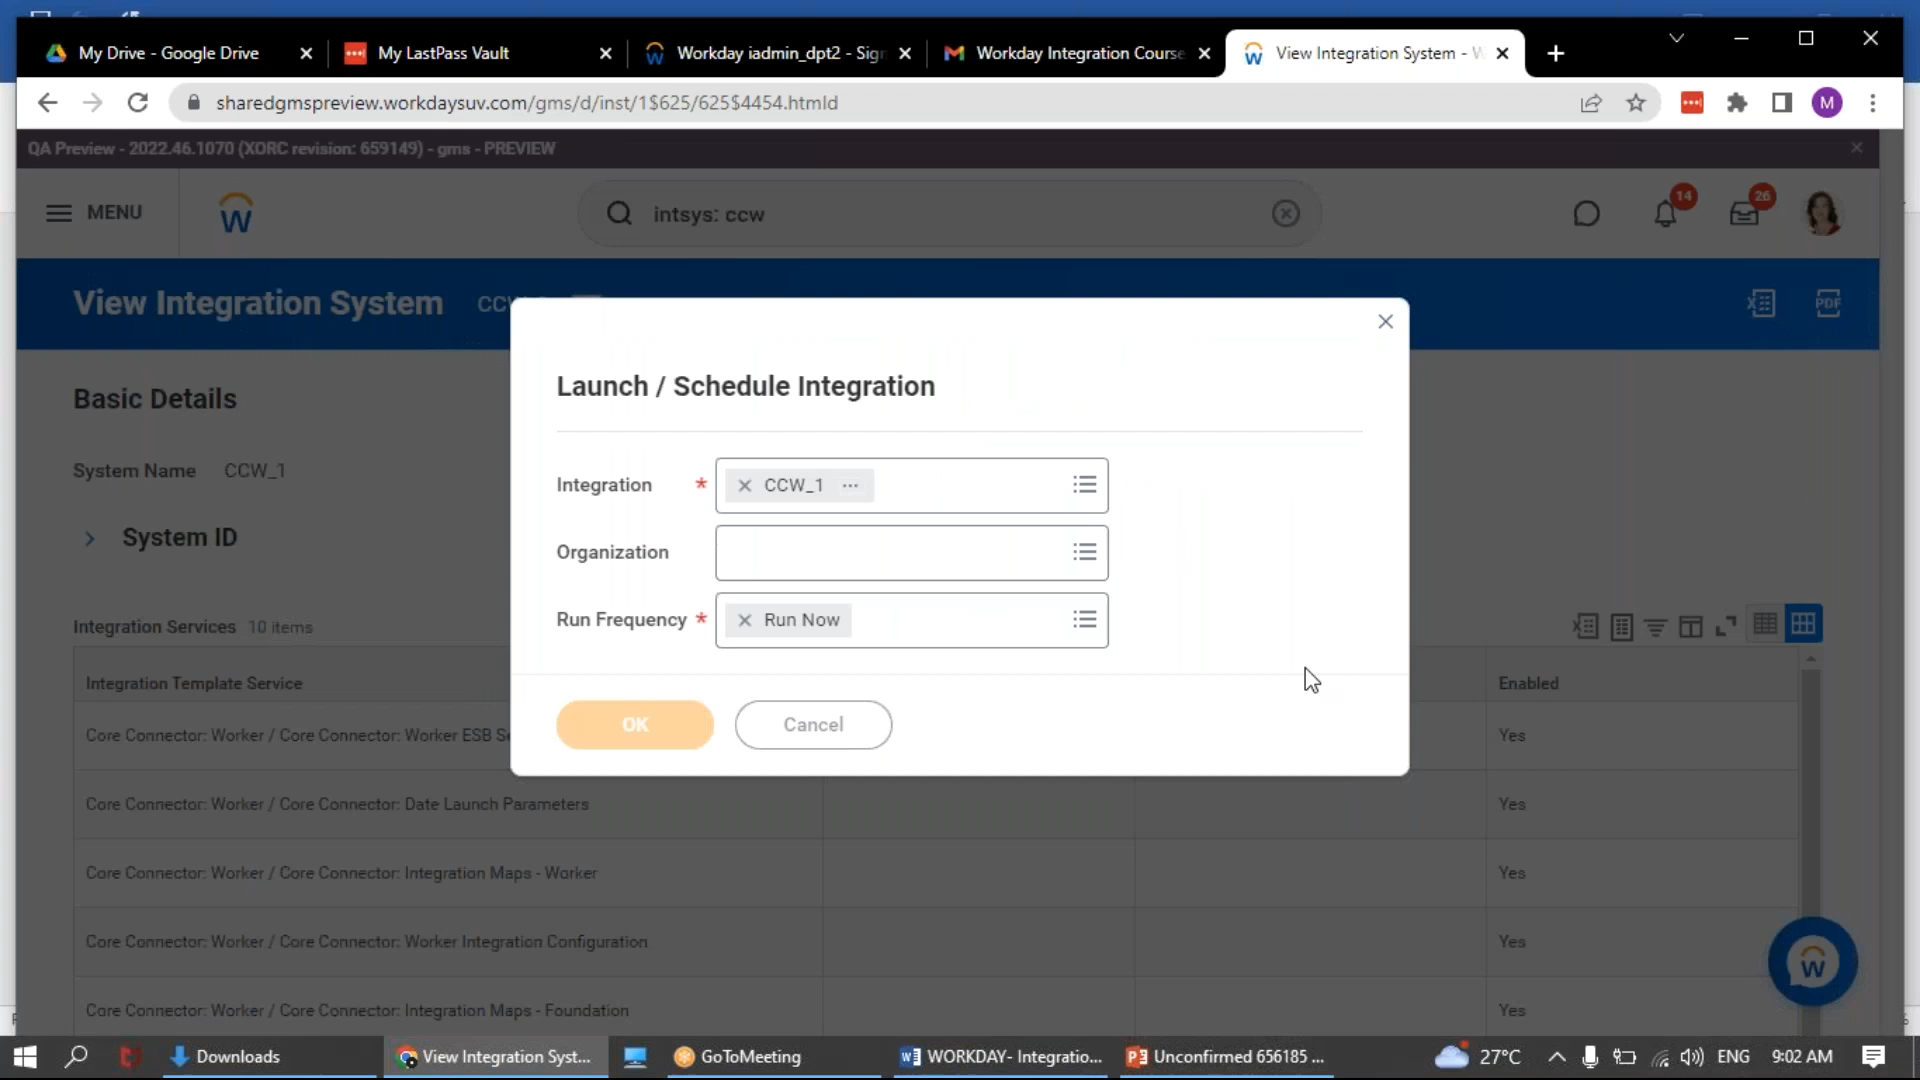 My Drive - Google Drive
My LastPass Vault
Workday iadmin_dpt2 - Sig
Workday Integration Course
View Integration System - W
sharedgmspreview.workdaysuv.com/gms/d/inst/1$625/625$4454.htmld
M
QA Preview - 2022.46.1070 (XORC revision: 659149) - gms - PREVIEW
MENU
intsys: ccw
14
26
View Integration System
PDF
Launch / Schedule Integration
Basic Details
System Name CCW_1
Integration * CCW_1
System ID
Organization
Run Frequency * Run Now
Integration Services 10 items
Integration Template Service
Enabled
OK
Cancel
Core Connector: Worker / Core Connector: Worker ESB Se
Yes
Core Connector: Worker / Core Connector: Date Launch Parameters
Yes
Core Connector: Worker / Core Connector: Integration Maps - Worker
Yes
Core Connector: Worker / Core Connector: Worker Integration Configuration
Yes
Core Connector: Worker / Core Connector: Integration Maps - Foundation
Yes
Downloads
View Integration Syst...
GoToMeeting
WORKDAY- Integratio...
Unconfirmed 656185 ...
27°C
ENG
9:02 AM